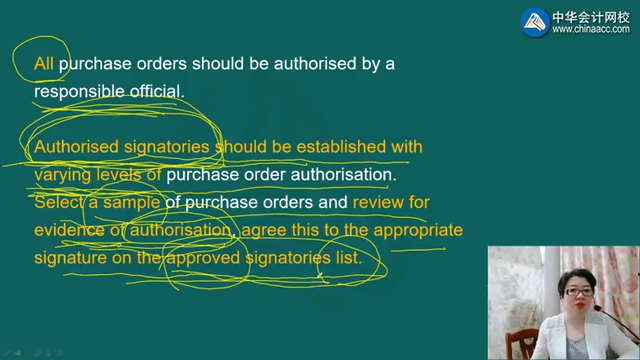 中华会计网校
www.chinaacc.com
All purchase orders should be authorised by a
responsible official.
Authorised signatories should be established with
varying levels of purchase order authorisation.
Select a sample of purchase orders and review for
evidence of authorisation, agree this to the appropriate
signature on the approved signatories list.